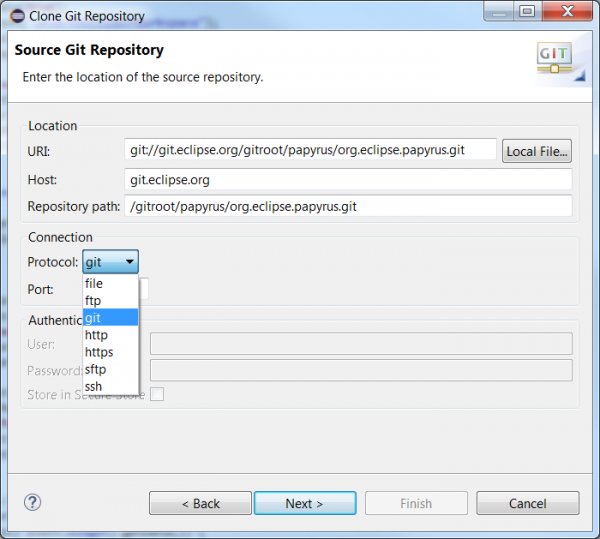 Clone Git Repository
Source Git Repository
Enter the location of the source repository.
GIT
Location
URI: git://git.eclipse.org/gitroot/papyrus/org.eclipse.papyrus.git Local File...
Host: git.eclipse.org
Repository path: /gitroot/papyrus/org.eclipse.papyrus.git
Connection
Protocol: git
Port:
file
ftp
git
http
https
sftp
ssh
Authentic
User:
Password:
Store in Secure Store
? < Back Next > Finish Cancel